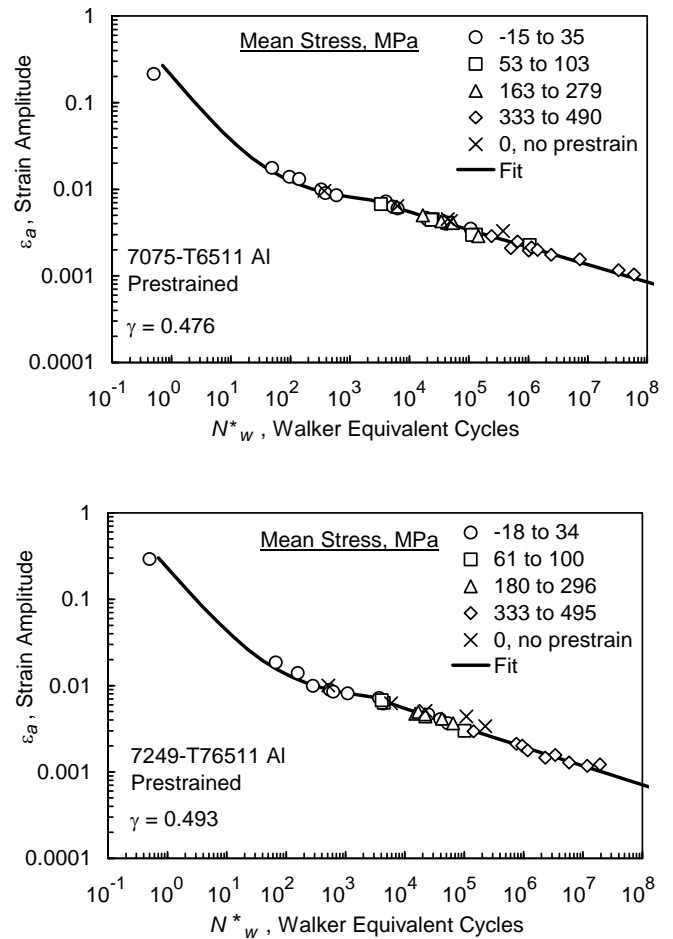 1
0.1
0.01
0.001
0.0001
εa, Strain Amplitude
Mean Stress, MPa
-15 to 35
53 to 103
163 to 279
333 to 490
0, no prestrain
Fit
7075-T6511 Al
Prestrained
γ = 0.476
10-1 100 101 102 103 104 105 106 107 108
N*w , Walker Equivalent Cycles
1
0.1
0.01
0.001
0.0001
εa, Strain Amplitude
Mean Stress, MPa
-18 to 34
61 to 100
180 to 296
333 to 495
0, no prestrain
Fit
7249-T76511 Al
Prestrained
γ = 0.493
10-1 100 101 102 103 104 105 106 107 108
N*w , Walker Equivalent Cycles